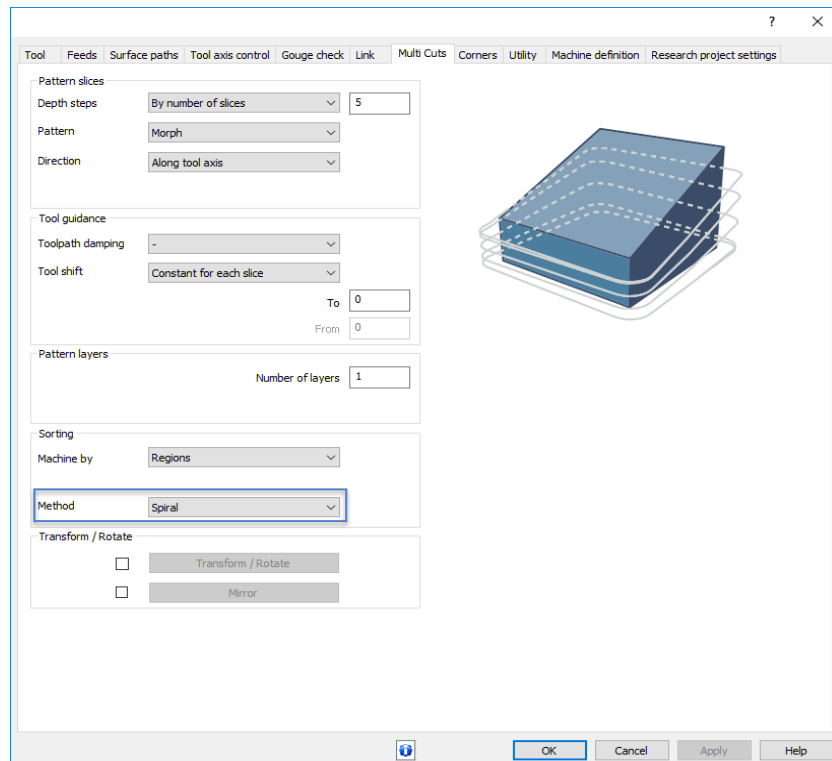 ?
Tool Feeds Surface paths Tool axis control Gouge check Link Multi Cuts Corners Utility Machine definition Research project settings
Pattern slices
Depth steps By number of slices 5
Pattern Morph
Direction Along tool axis
Tool guidance
Toolpath damping -
Tool shift Constant for each slice
To 0
From 0
Pattern layers
Number of layers 1
Sorting
Machine by Regions
Method Spiral
Transform / Rotate
Transform / Rotate
Mirror
OK Cancel Apply Help